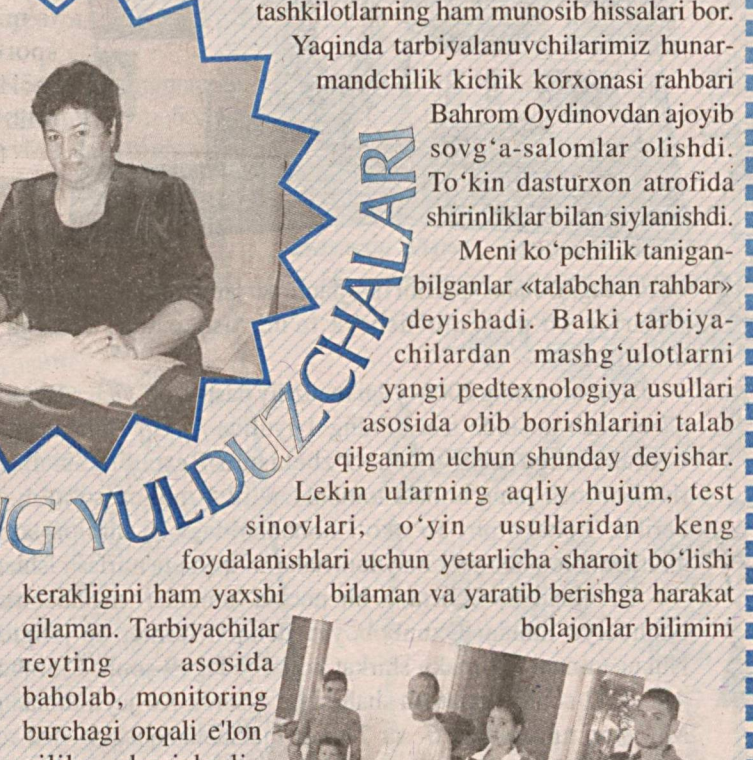 tashkilotlarning ham munosib hissalari bor.
Yaqinda tarbiyalanuvchilarimiz hunar-
mandchilik kichik korxonasi rahbari
Bahrom Oydinovdan ajoyib
sovg‘a-salomlar olishdi.
To‘kin dasturxon atrofida
shirinliklar bilan siylanishdi.
Meni ko‘pchilik tanigan-
bilganlar «talabchan rahbar»
deyishadi. Balki tarbiya-
chilardan mashg‘ulotlarni
yangi pedtexnologiya usullari
asosida olib borishlarini talab
qilganim uchun shunday deyishar.
Lekin ularning aqliy hujum, test
sinovlari, o‘yin usullaridan keng
foydalanishlari uchun yetarlicha sharoit bo‘lishi
kerakligini ham yaxshi bilaman va yaratib berishga harakat
qilaman. Tarbiyachilar bolajonlar bilimini
reyting asosida
baholab, monitoring
burchagi orqali e'lon
YULDUZCHALARI